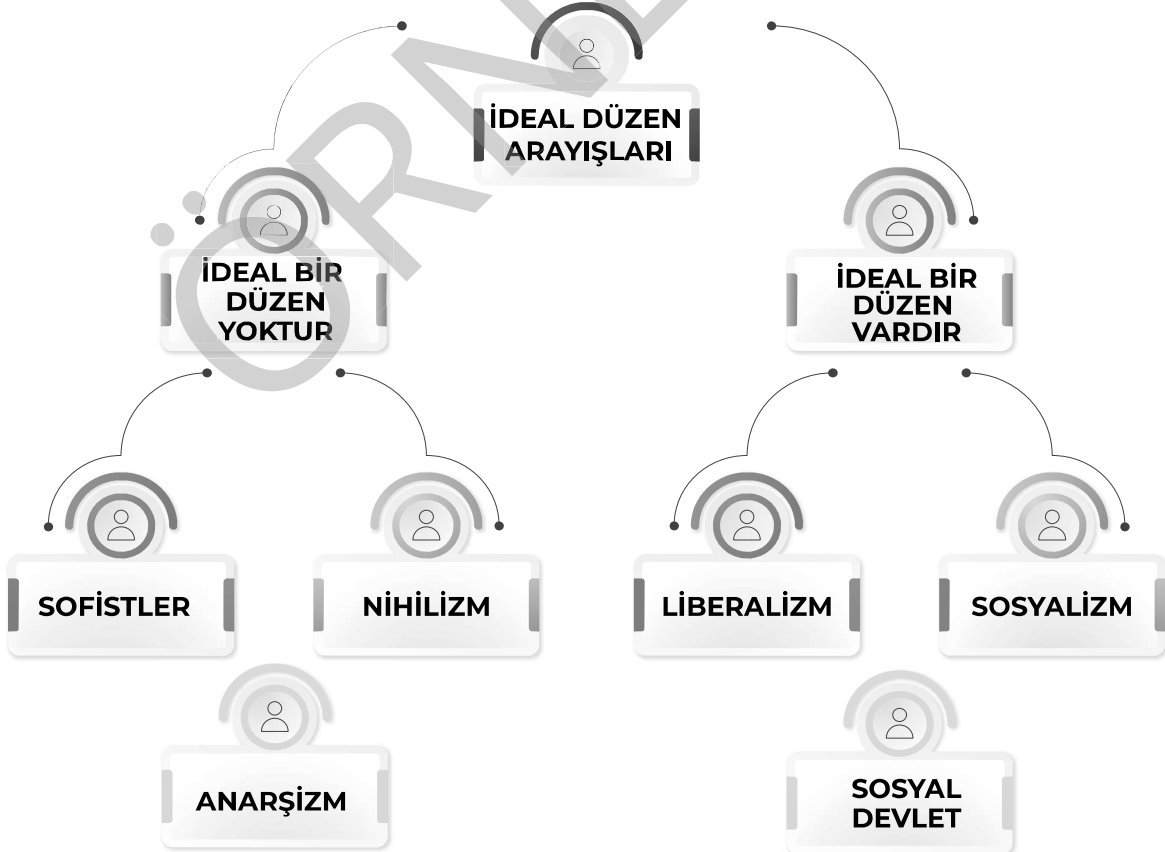 İDEAL DÜZEN
ARAYIŞLARI
İDEAL BİR
DÜZEN
YOKTUR
İDEAL BİR
DÜZEN
VARDIR
SOFİSTLER
NİHİLİZM
LİBERALİZM
SOSYALİZM
ANARŞİZM
SOSYAL
DEVLET